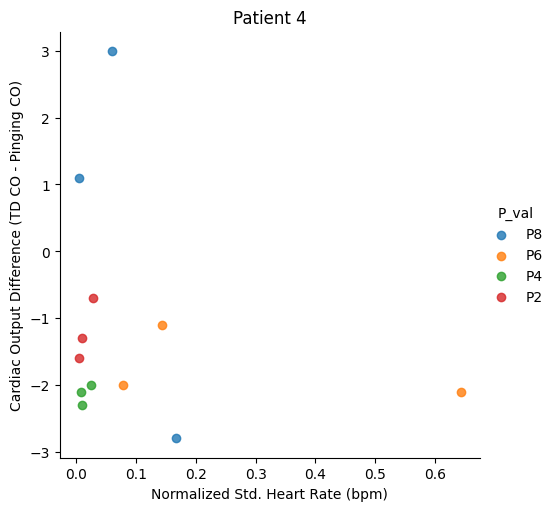 Patient 4
Cardiac Output Difference (TD CO - Pinging CO)
3
2
1
0
−1
−2
−3
0.0 0.1 0.2 0.3 0.4 0.5 0.6
Normalized Std. Heart Rate (bpm)
P_val
P8
P6
P4
P2